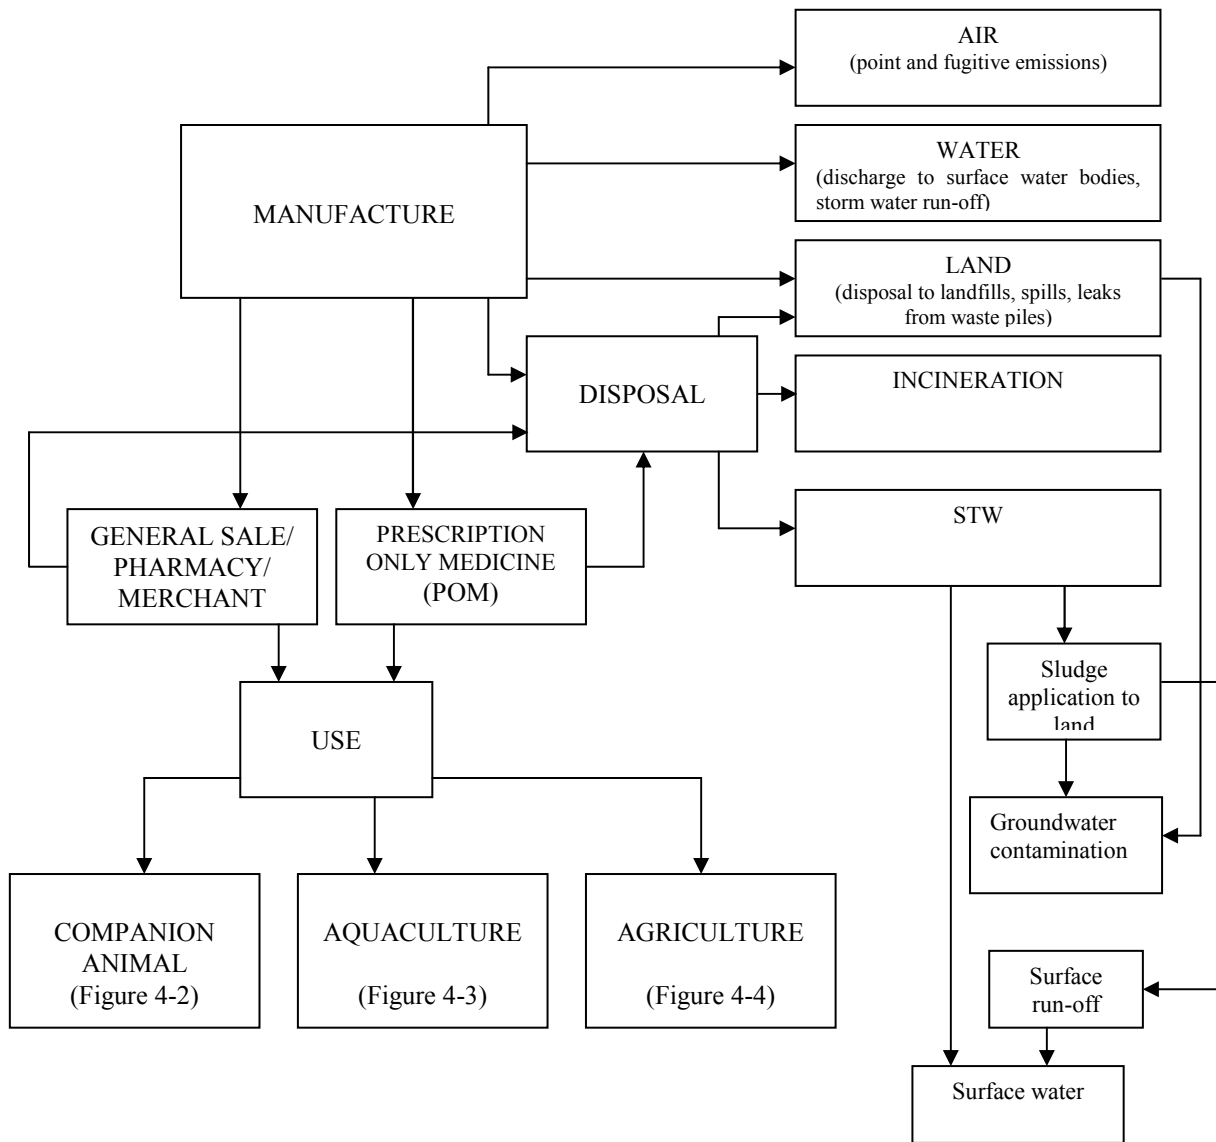 AIR
(point and fugitive emissions)
WATER
(discharge to surface water bodies,
storm water run-off)
MANUFACTURE
LAND
(disposal to landfills, spills, leaks
from waste piles)
DISPOSAL
INCINERATION
STW
GENERAL SALE/
PHARMACY/
MERCHANT
PRESCRIPTION
ONLY MEDICINE
(POM)
Sludge
application to
land
USE
Groundwater
contamination
COMPANION
ANIMAL
(Figure 4-2)
AQUACULTURE
(Figure 4-3)
AGRICULTURE
(Figure 4-4)
Surface
run-off
Surface water